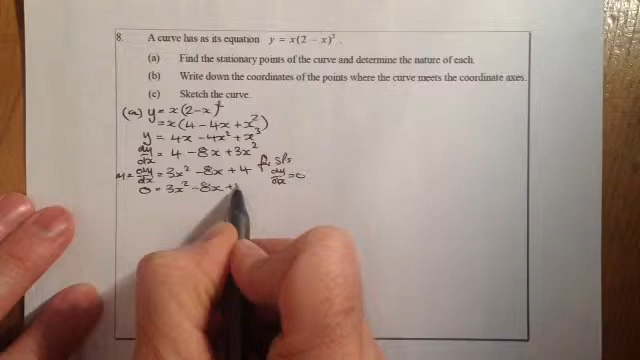 8. A curve has as its equation y = x(2 − x)².
(a) Find the stationary points of the curve and determine the nature of each.
(b) Write down the coordinates of the points where the curve meets the coordinate axes.
(c) Sketch the curve.
(a) y = x(2-x)²
= x(4 - 4x + x²)
y = 4x - 4x² + x³
dy/dx = 4 - 8x + 3x²
m = dy/dx = 3x² - 8x + 4 f, SPs dy/dx = 0
0 = 3x² - 8x +